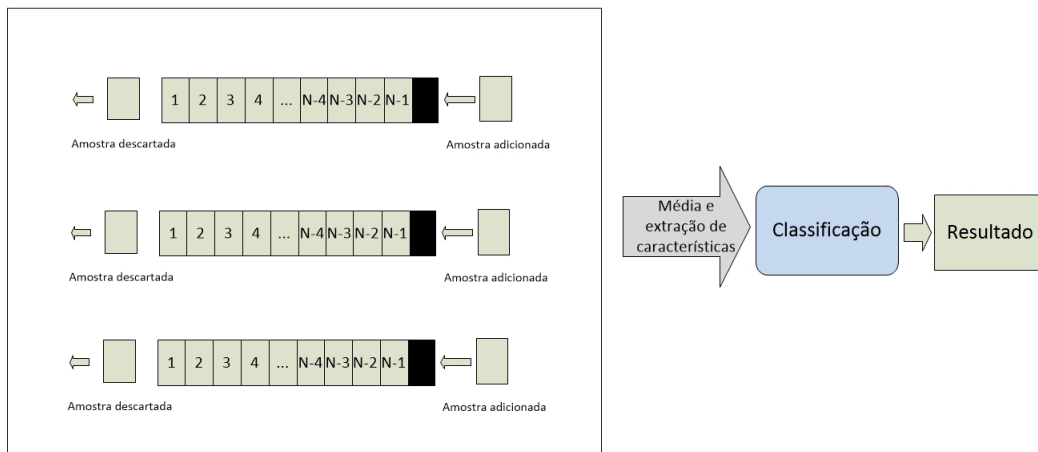 1 2 3 4 ... N-4 N-3 N-2 N-1
Amostra descartada Amostra adicionada
1 2 3 4 ... N-4 N-3 N-2 N-1
Amostra descartada Amostra adicionada
1 2 3 4 ... N-4 N-3 N-2 N-1
Amostra descartada Amostra adicionada
Média e
extração de
características
Classificação
Resultado